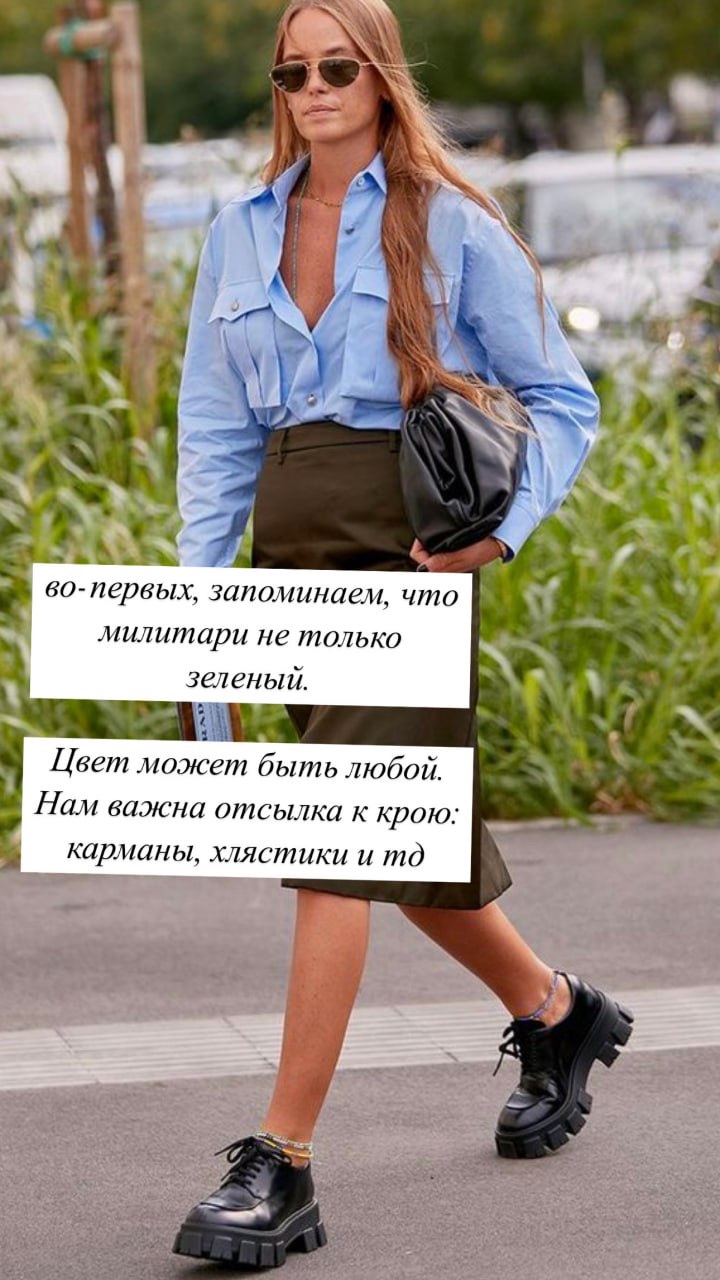 во-первых, запоминаем, что
милитари не только
зеленый.
RAD
Цвет может быть любой.
Нам важна отсылка к крою:
карманы, хлястики и тд